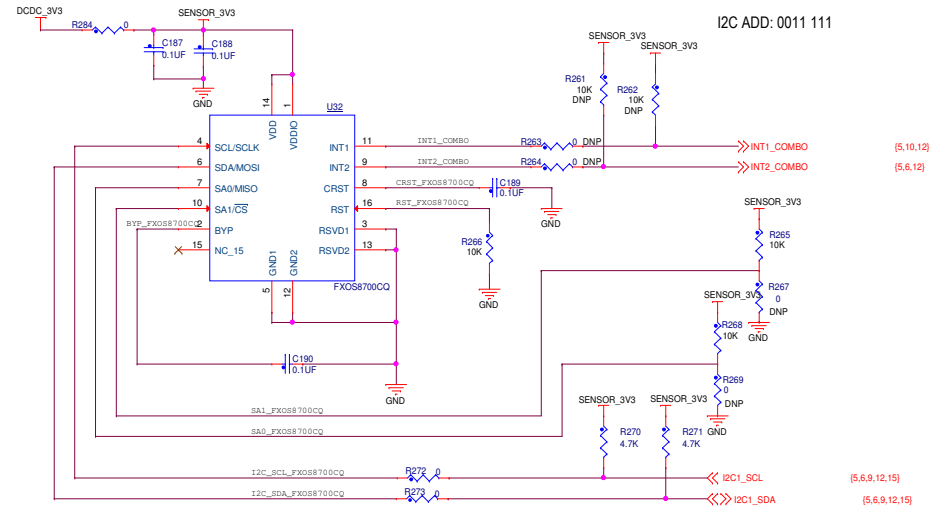 DCDC_3V3
R284
0
SENSOR_3V3
I2C ADD: 0011 111
C187
0.1UF
C188
0.1UF
GND
SENSOR_3V3
SENSOR_3V3
R261
10K
DNP
R262
10K
DNP
14
1
U32
VDD
VDDIO
4
SCL/SCLK
INT1
11
INT1_COMBO
R263
0
DNP
INT1_COMBO
{5,10,12}
6
SDA/MOSI
INT2
9
INT2_COMBO
R264
0
DNP
INT2_COMBO
{5,6,12}
7
SA0/MISO
CRST
8
CRST_FXOS8700CQ
C189
0.1UF
GND
10
SA1/CS
RST
16
RST_FXOS8700CQ
SENSOR_3V3
BYP_FXOS8700CQ
2
BYP
RSVD1
3
R266
10K
R265
10K
15
NC_15
RSVD2
13
GND1
GND2
FXOS8700CQ
5
12
GND
R267
0
DNP
SENSOR_3V3
GND
R268
10K
C190
0.1UF
GND
R269
0
DNP
GND
SENSOR_3V3
SENSOR_3V3
SA1_FXOS8700CQ
SA0_FXOS8700CQ
R270
4.7K
R271
4.7K
I2C_SCL_FXOS8700CQ
R272
0
I2C1_SCL
{5,6,9,12,15}
I2C_SDA_FXOS8700CQ
R273
0
I2C1_SDA
{5,6,9,12,15}